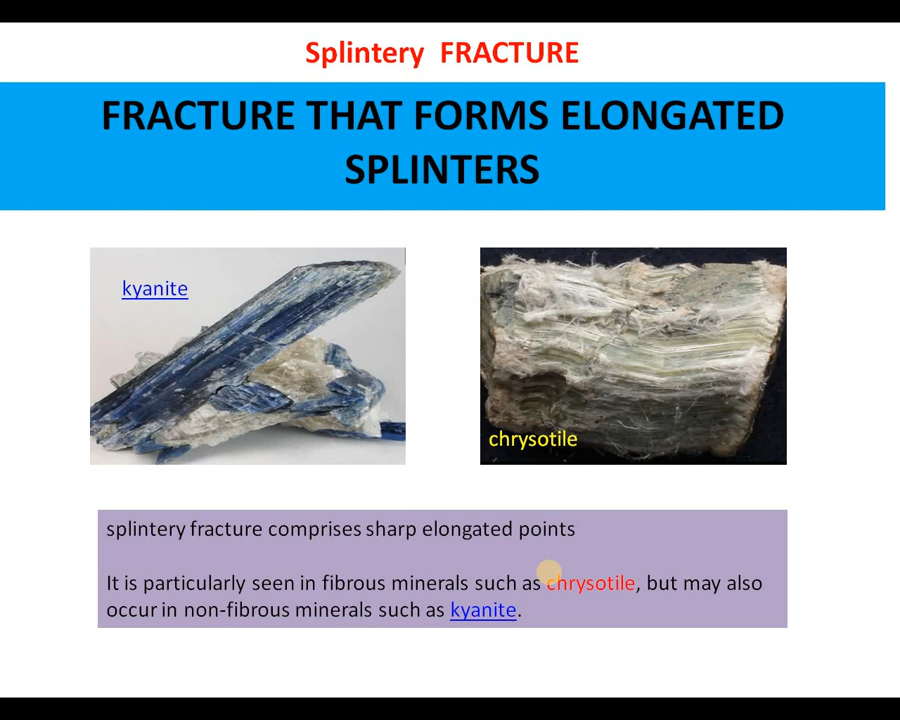 Splintery FRACTURE
FRACTURE THAT FORMS ELONGATED
SPLINTERS
kyanite
chrysotile
splintery fracture comprises sharp elongated points
It is particularly seen in fibrous minerals such as chrysotile, but may also
occur in non-fibrous minerals such as kyanite.